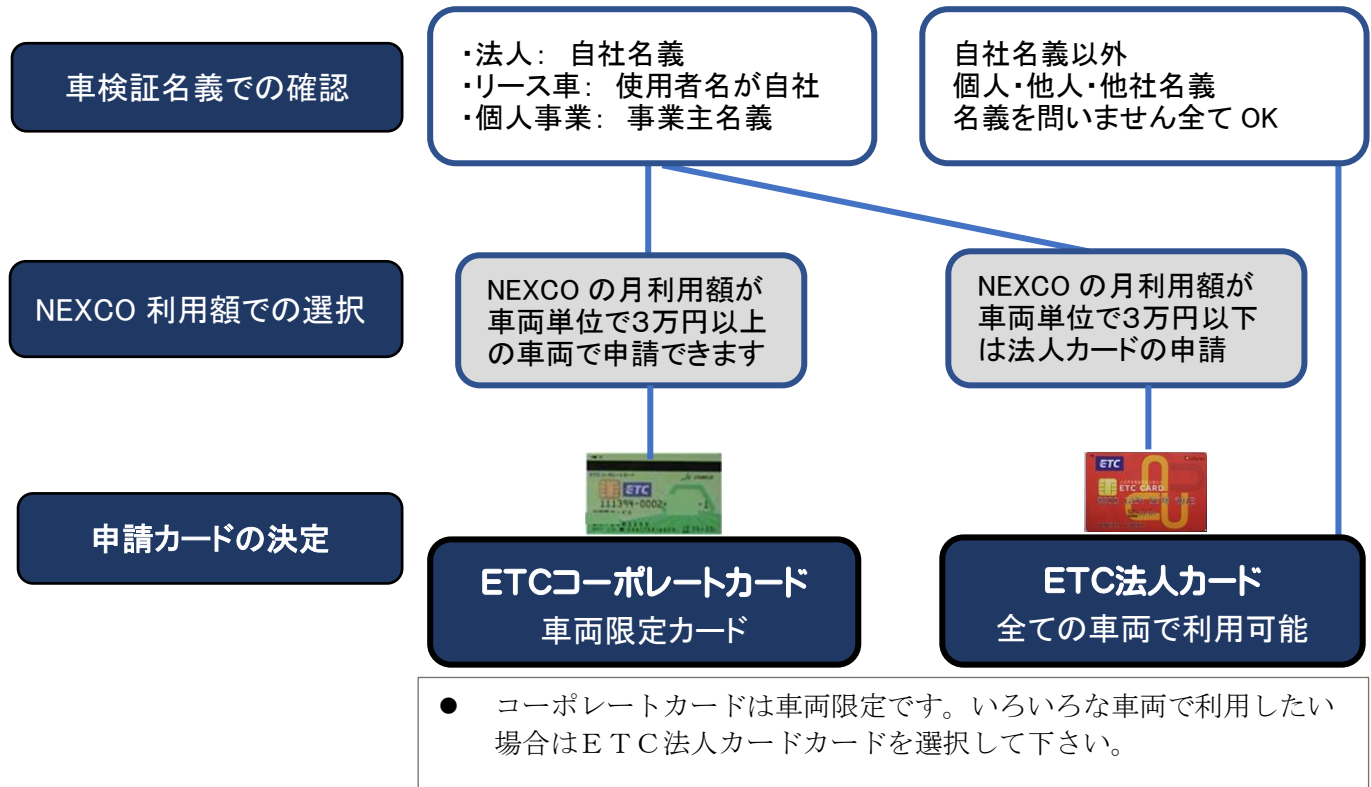 車検証名義での確認
・法人： 自社名義
・リース車： 使用者名が自社
・個人事業： 事業主名義
自社名義以外
個人・他人・他社名義
名義を問いません全て OK
NEXCO 利用額での選択
NEXCO の月利用額が
車両単位で３万円以上
の車両で申請できます
NEXCO の月利用額が
車両単位で３万円以下
は法人カードの申請
申請カードの決定
ETC
111394-0002-
ETC
ETC CARD
ETCコーポレートカード
車両限定カード
ETC法人カード
全ての車両で利用可能
● コーポレートカードは車両限定です。いろいろな車両で利用したい
場合はＥＴＣ法人カードカードを選択して下さい。